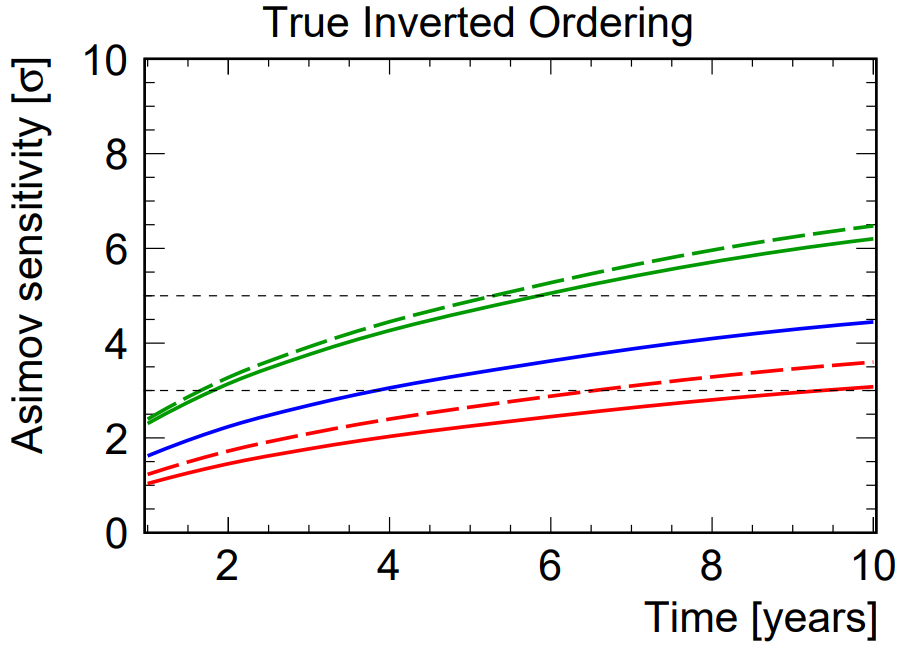 True Inverted Ordering
Asimov sensitivity [σ]
10
8
6
4
2
0
2 4 6 8 10
Time [years]